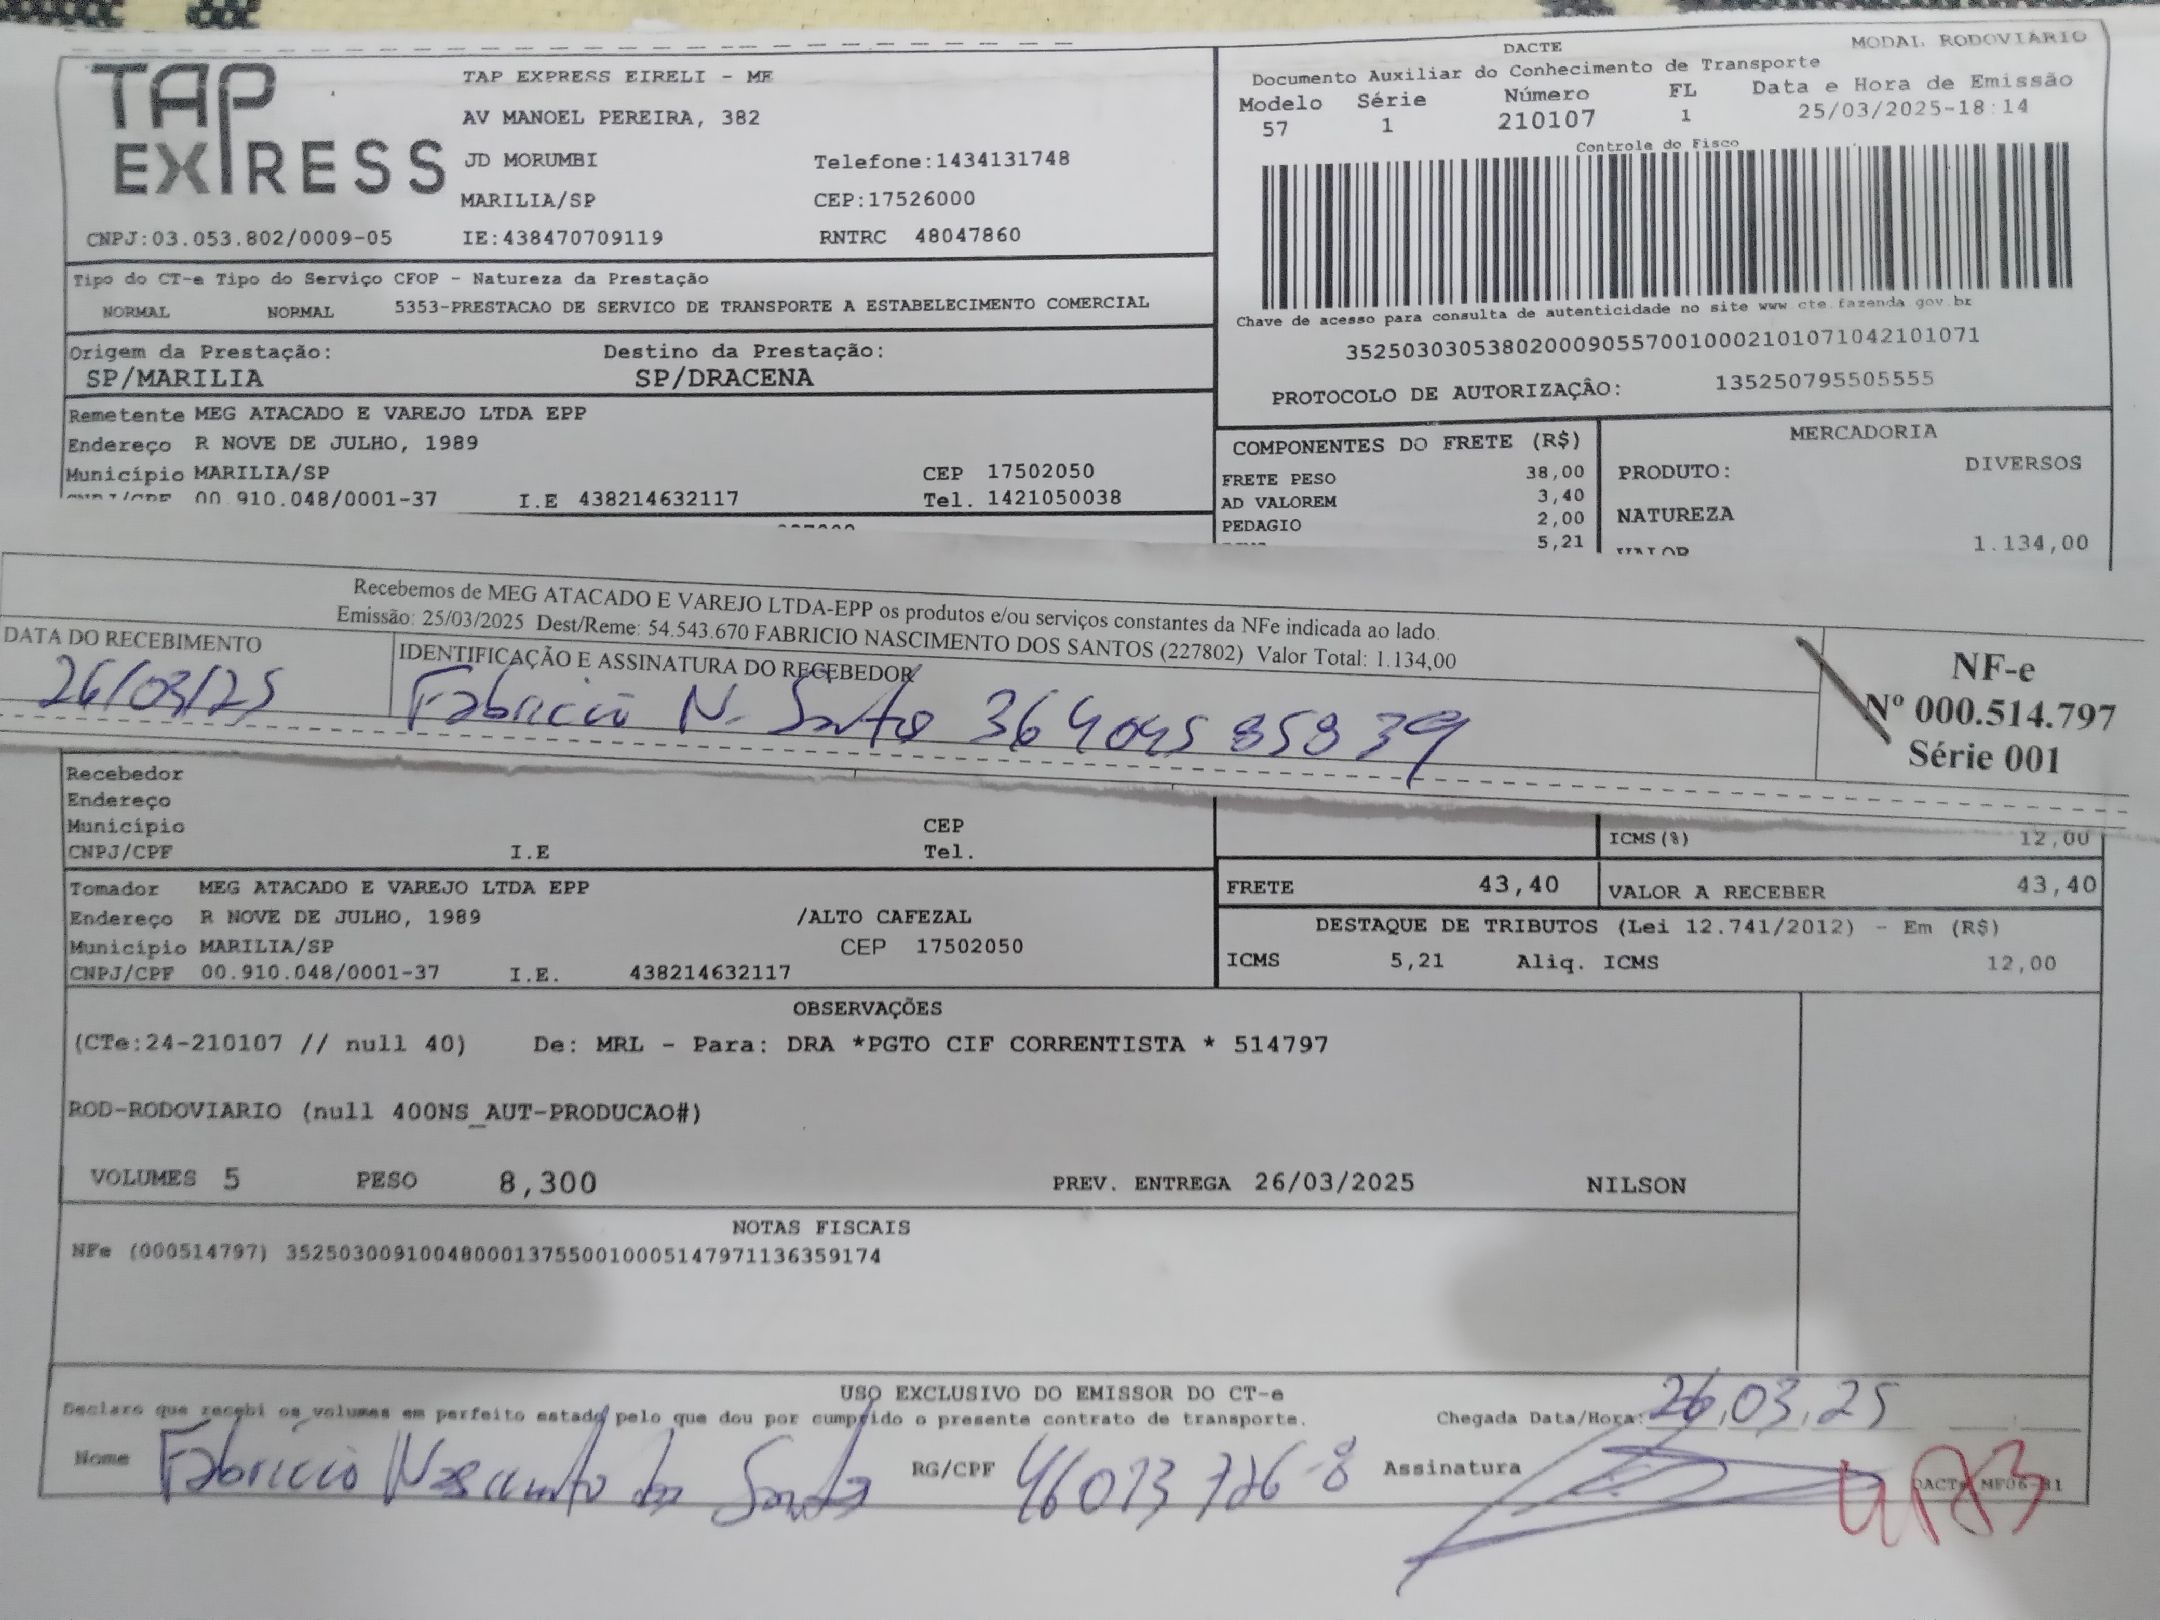 TAP EXPRESS
TAP EXPRESS EIRELI - ME
AV MANOEL PEREIRA, 382
JD MORUMBI Telefone:1434131748
MARILIA/SP CEP:17526000
CNPJ:03.053.802/0009-05 IE:438470709119 RNTRC 48047860
DACTE MODAL RODOVIÁRIO
Documento Auxiliar do Conhecimento de Transporte
Modelo Série Número FL Data e Hora de Emissão
57 1 210107 1 25/03/2025-18:14
Controle do Fisco
Chave de acesso para consulta de autenticidade no site www.cte.fazenda.gov.br
35250303053802000905570010002101071042101071
PROTOCOLO DE AUTORIZAÇÃO: 135250795505555
Tipo do CT-e Tipo do Serviço CFOP - Natureza da Prestação
NORMAL NORMAL 5353-PRESTACAO DE SERVICO DE TRANSPORTE A ESTABELECIMENTO COMERCIAL
Origem da Prestação: Destino da Prestação:
SP/MARILIA SP/DRACENA
Remetente MEG ATACADO E VAREJO LTDA EPP
Endereço R NOVE DE JULHO, 1989
Município MARILIA/SP CEP 17502050
CNPJ/CPF 00.910.048/0001-37 I.E 438214632117 Tel. 1421050038
COMPONENTES DO FRETE (R$)
FRETE PESO 38,00
AD VALOREM 3,40
PEDAGIO 2,00
5,21
MERCADORIA
PRODUTO: DIVERSOS
NATUREZA
VALOR 1.134,00
Recebemos de MEG ATACADO E VAREJO LTDA-EPP os produtos e/ou serviços constantes da NFe indicada ao lado.
Emissão: 25/03/2025 Dest/Reme: 54.543.670 FABRICIO NASCIMENTO DOS SANTOS (227802) Valor Total: 1.134,00
DATA DO RECEBIMENTO IDENTIFICAÇÃO E ASSINATURA DO RECEBEDOR
26/03/25 Fabricio N. Santos 36404585839
NF-e
Nº 000.514.797
Série 001
Recebedor
Endereço
Município CEP
CNPJ/CPF I.E Tel.
ICMS(%) 12,00
Tomador MEG ATACADO E VAREJO LTDA EPP
Endereço R NOVE DE JULHO, 1989 /ALTO CAFEZAL
Município MARILIA/SP CEP 17502050
CNPJ/CPF 00.910.048/0001-37 I.E. 438214632117
FRETE 43,40 VALOR A RECEBER 43,40
DESTAQUE DE TRIBUTOS (Lei 12.741/2012) - Em (R$)
ICMS 5,21 Aliq. ICMS 12,00
OBSERVAÇÕES
(CTe:24-210107 // null 40) De: MRL - Para: DRA *PGTO CIF CORRENTISTA * 514797
ROD-RODOVIARIO (null 400NS_AUT-PRODUCAO#)
VOLUMES 5 PESO 8,300 PREV. ENTREGA 26/03/2025 NILSON
NOTAS FISCAIS
NFe (000514797) 35250300910048000137550010005147971136359174
USO EXCLUSIVO DO EMISSOR DO CT-e
Declaro que recebi os volumes em perfeito estado pelo que dou por cumprido o presente contrato de transporte. Chegada Data/Hora: 26,03,25
Nome Fabricio Nascimento dos Santos RG/CPF 46073726-8 Assinatura